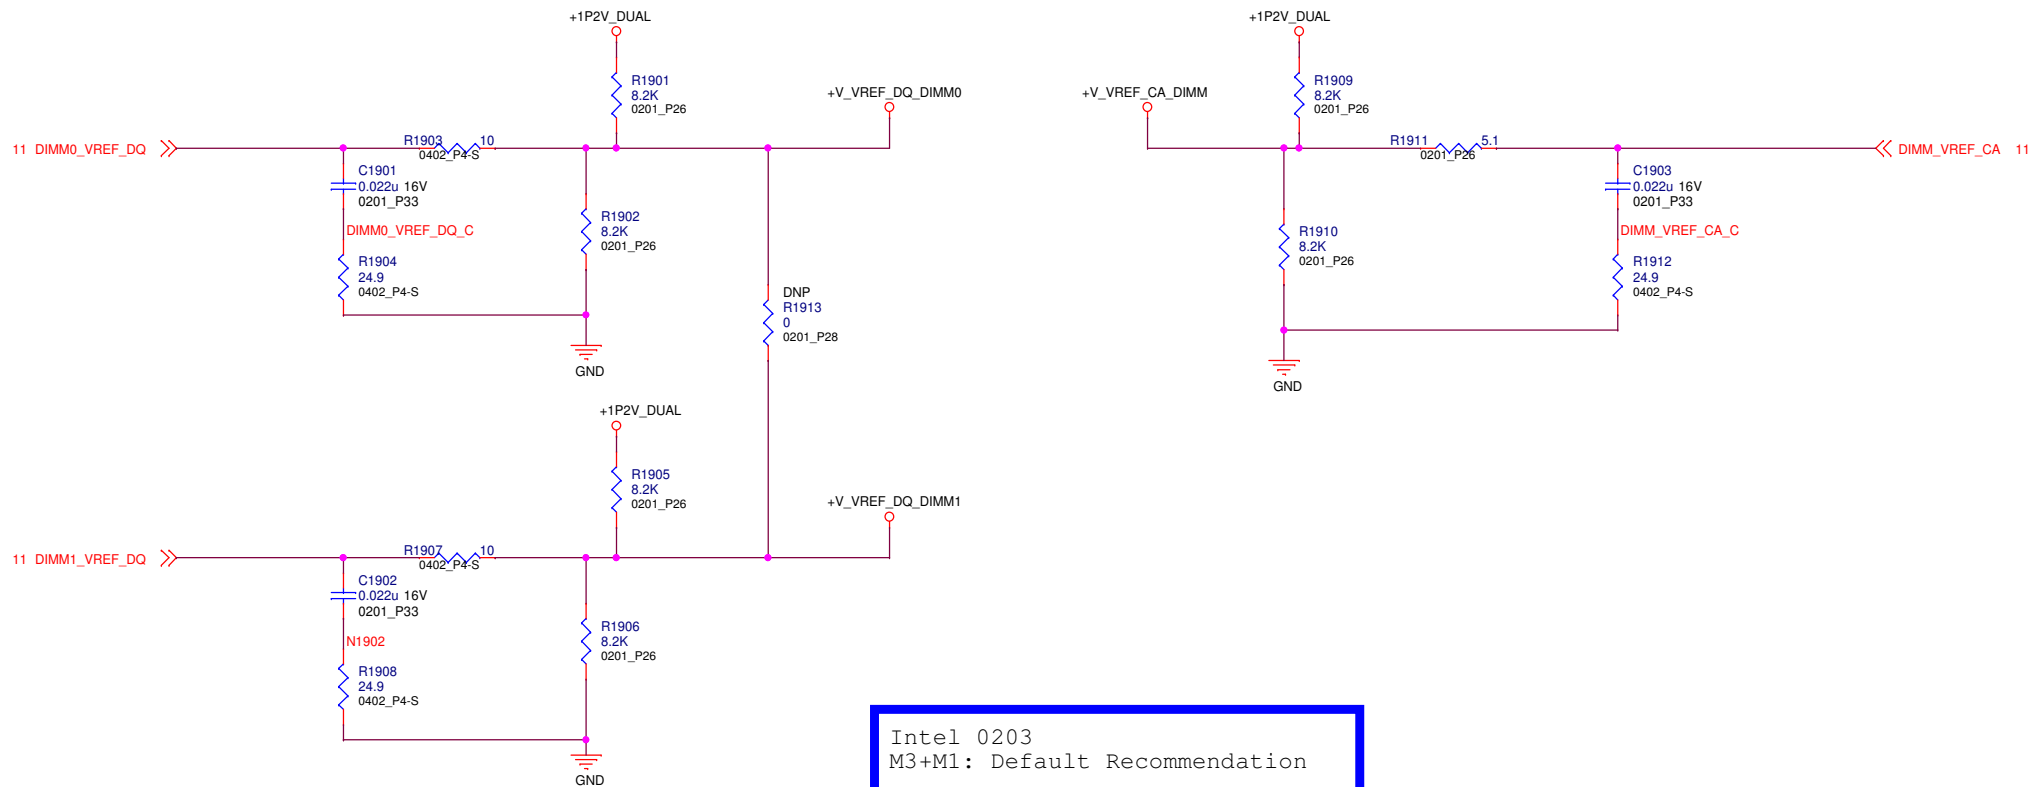 +1P2V_DUAL
R1901
8.2K
0201_P26
+V_VREF_DQ_DIMM0
11 DIMM0_VREF_DQ
R1903 10
0402_P4-S
C1901
0.022u 16V
0201_P33
DIMM0_VREF_DQ_C
R1904
24.9
0402_P4-S
R1902
8.2K
0201_P26
GND
DNP
R1913
0
0201_P28
+1P2V_DUAL
R1905
8.2K
0201_P26
+V_VREF_DQ_DIMM1
11 DIMM1_VREF_DQ
R1907 10
0402_P4-S
C1902
0.022u 16V
0201_P33
N1902
R1908
24.9
0402_P4-S
R1906
8.2K
0201_P26
GND
+1P2V_DUAL
R1909
8.2K
0201_P26
+V_VREF_CA_DIMM
R1911 5.1
0201_P26
DIMM_VREF_CA 11
C1903
0.022u 16V
0201_P33
DIMM_VREF_CA_C
R1912
24.9
0402_P4-S
R1910
8.2K
0201_P26
GND
Intel 0203
M3+M1: Default Recommendation